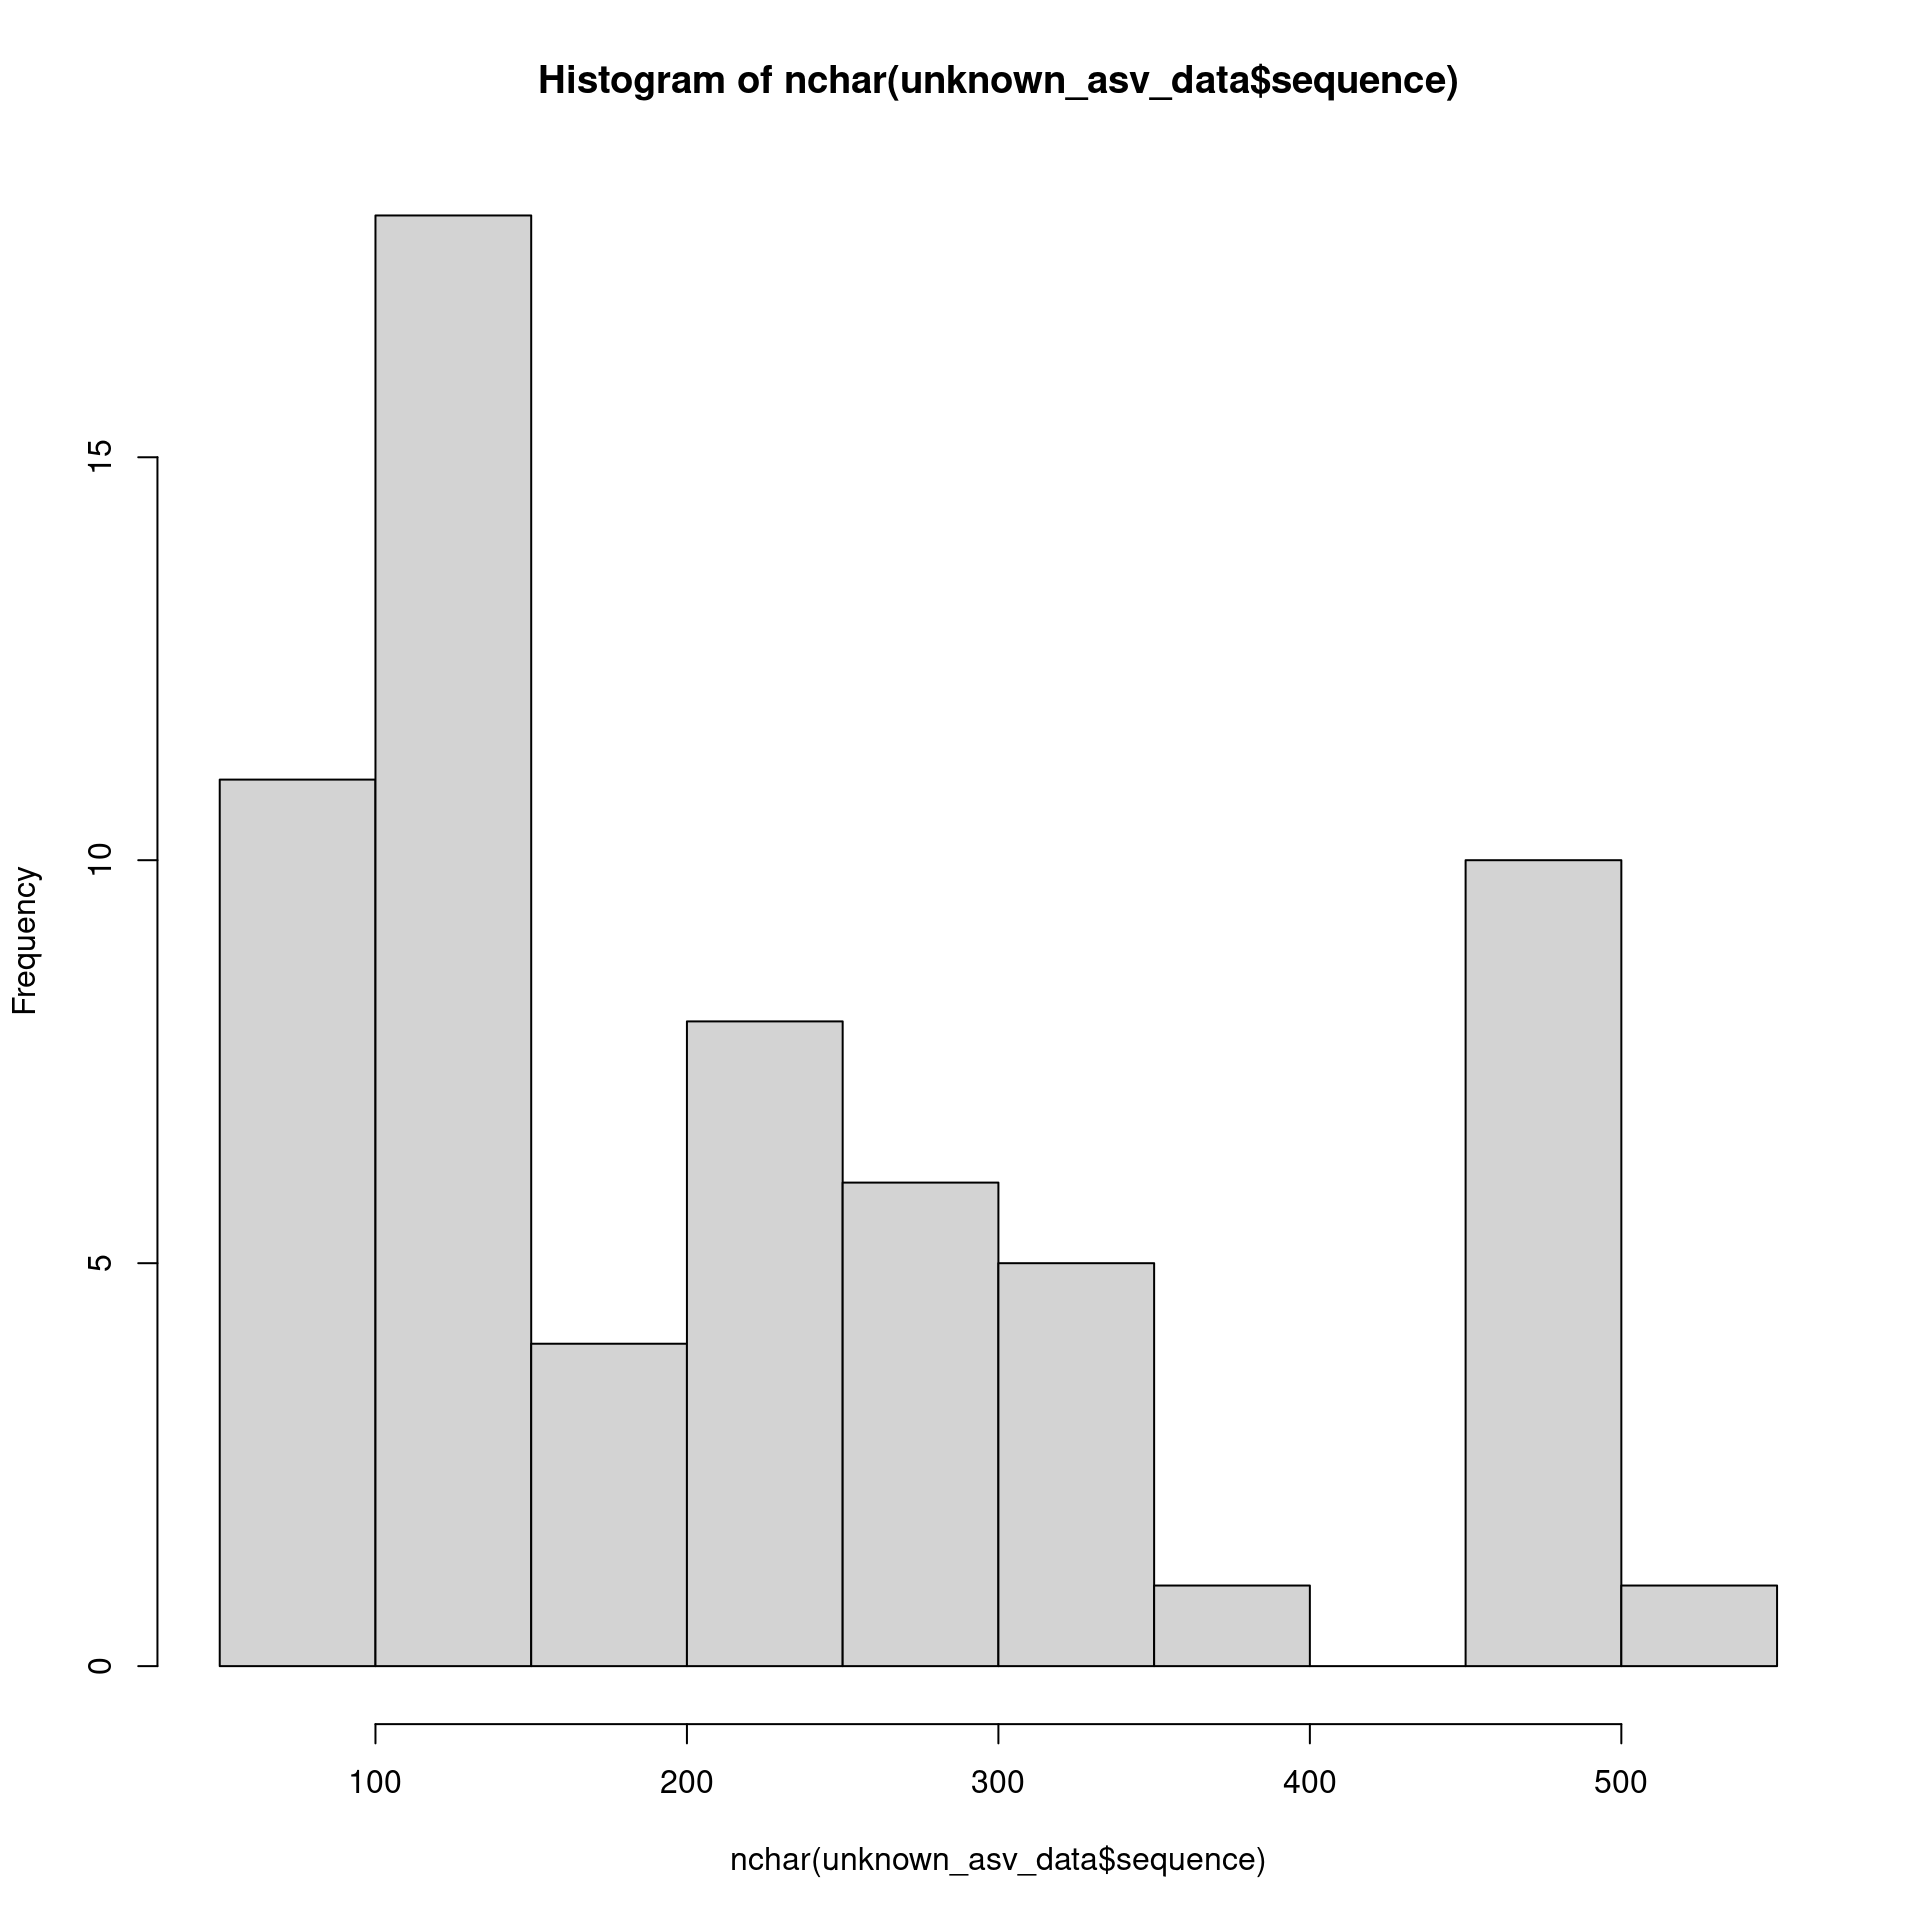 Histogram of nchar(unknown_asv_data$sequence)
15
10
5
0
Frequency
100 200 300 400 500
nchar(unknown_asv_data$sequence)